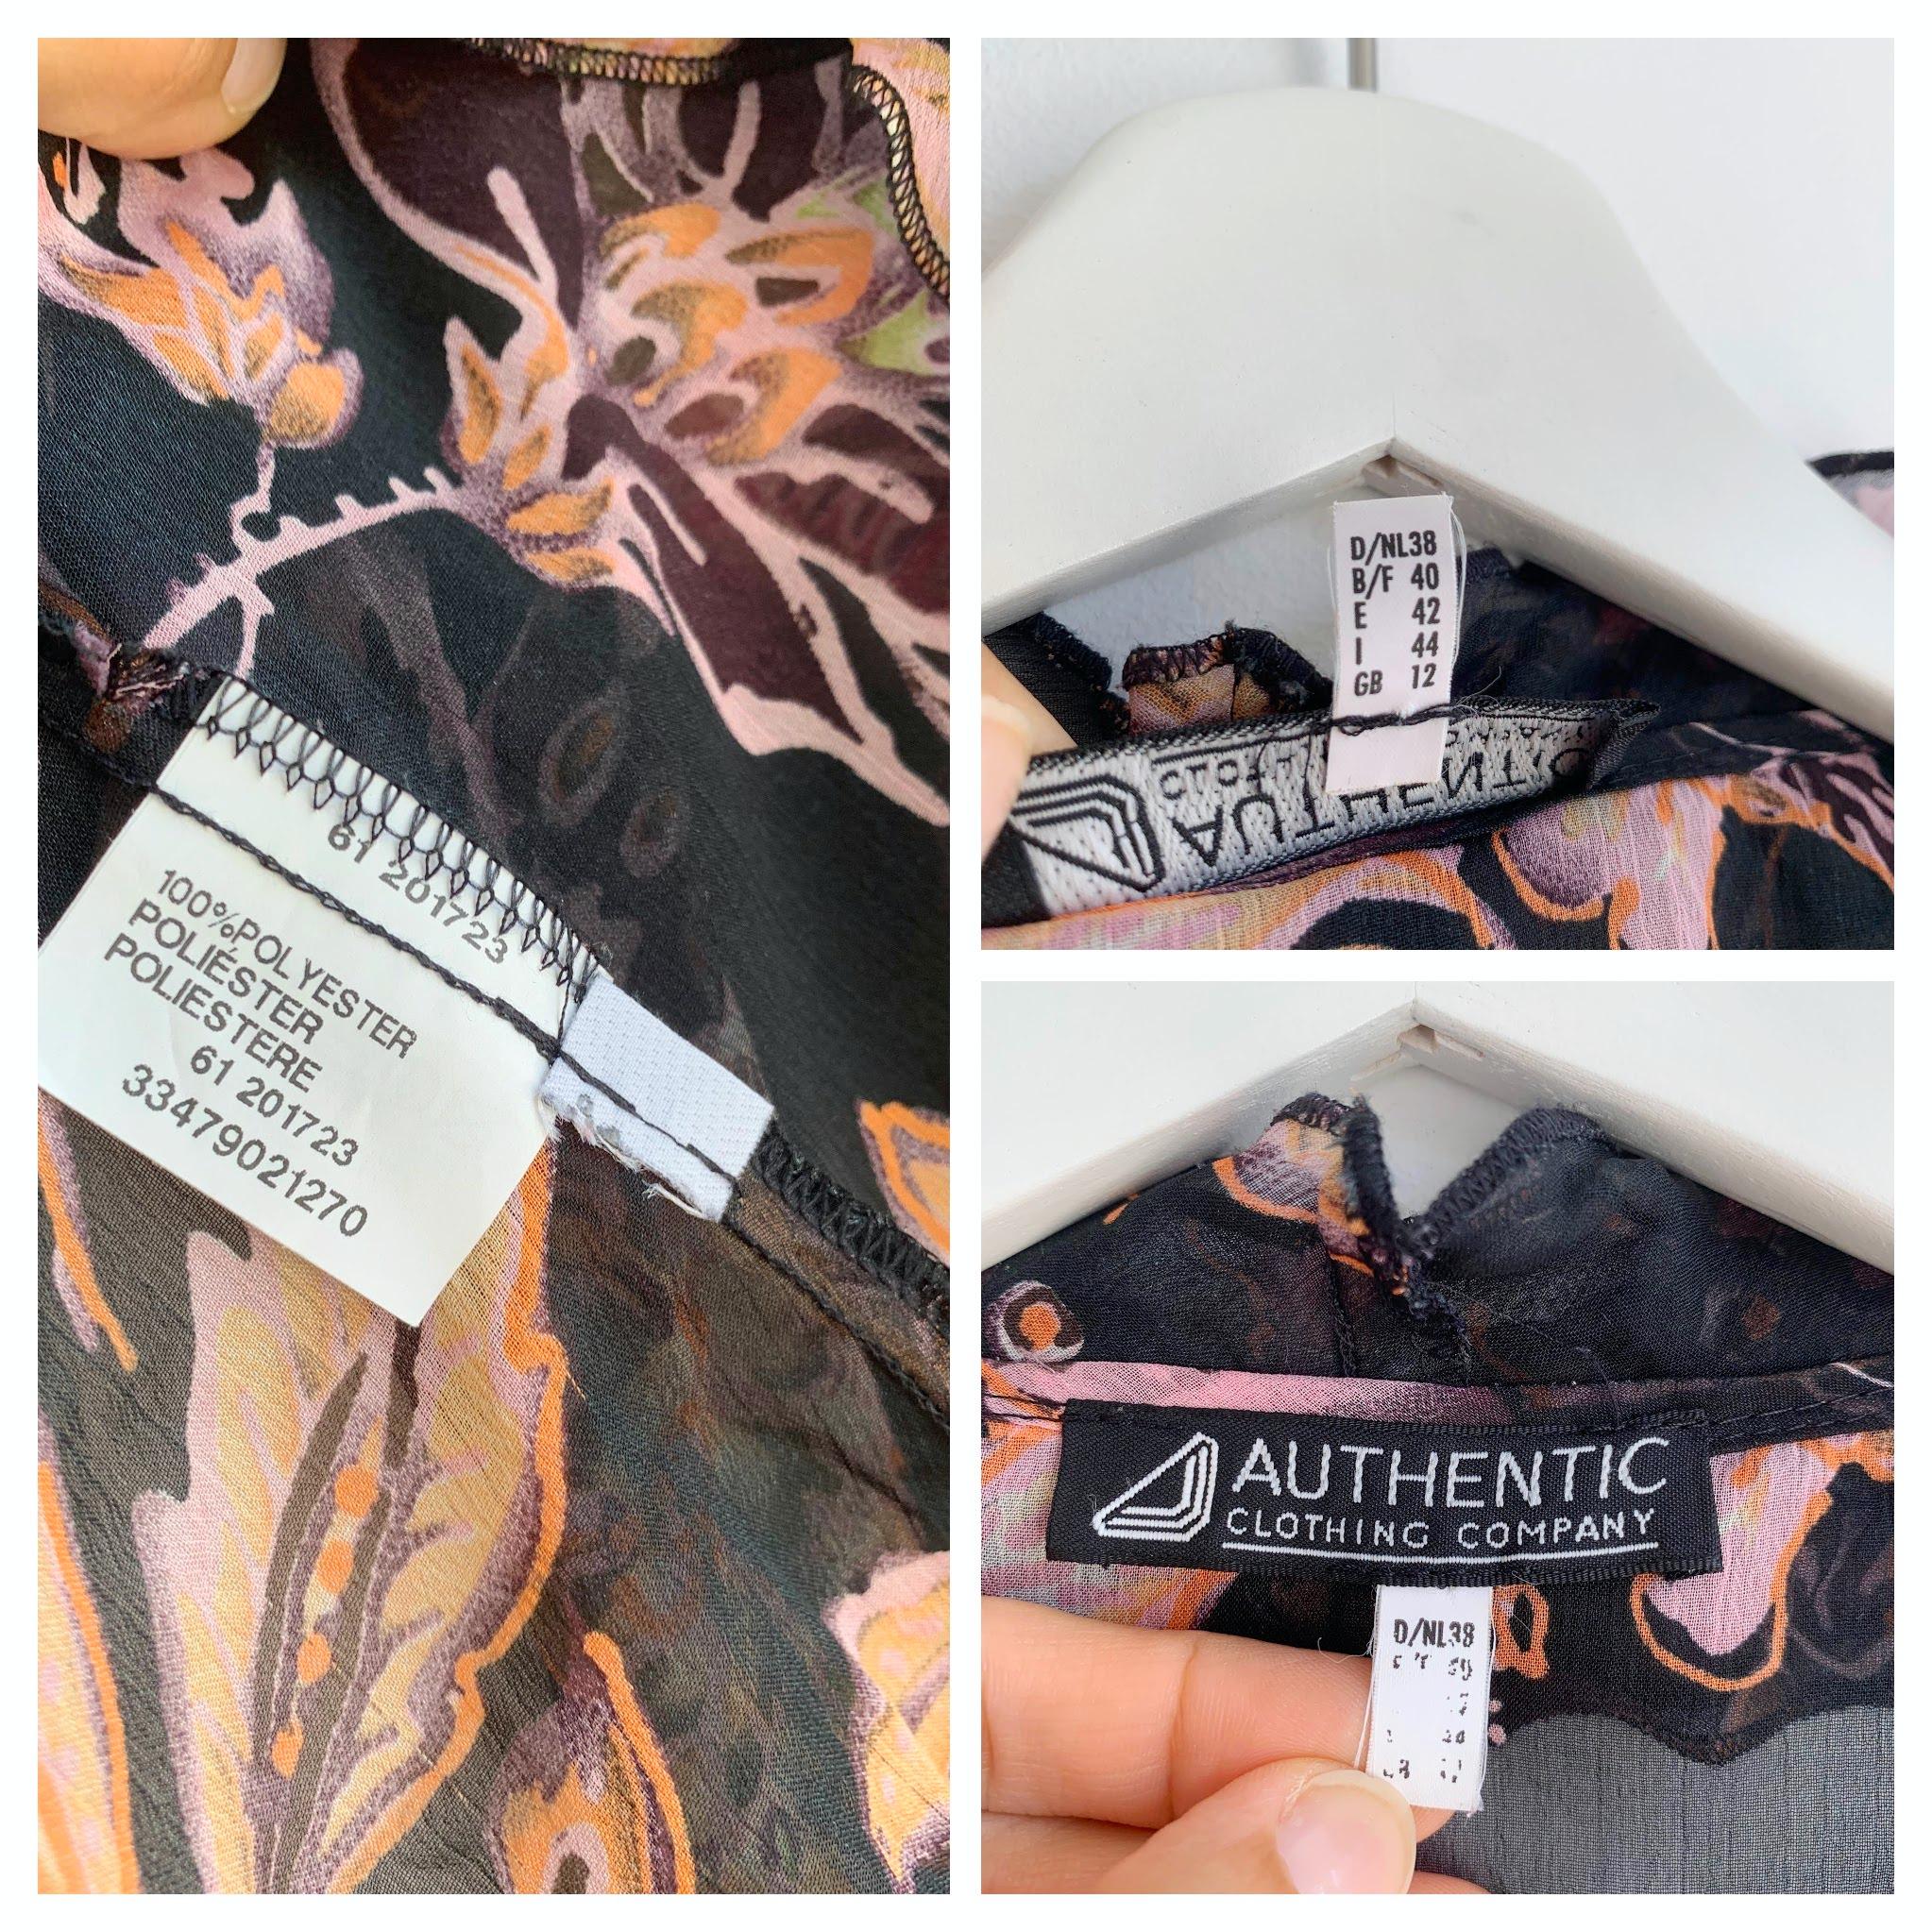 61 201723
100%POLYESTER
POLIÉSTER
POLIESTERE
61 201723
33479021270
D/NL38
B/F 40
E 42
I 44
GB 12
AUTHENTIC
CLOTHING COMPANY
D/NL38